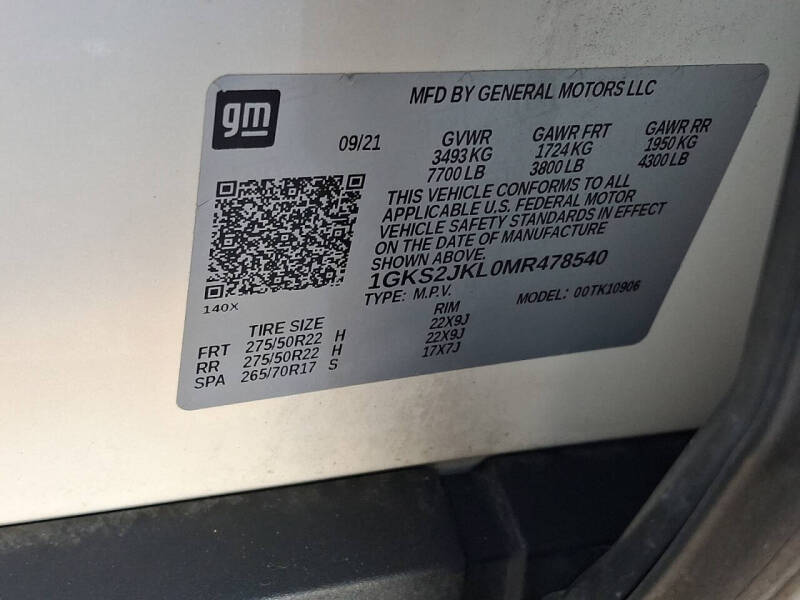 gm
MFD BY GENERAL MOTORS LLC
09/21 GVWR GAWR FRT GAWR RR
3493 KG 1724 KG 1950 KG
7700 LB 3800 LB 4300 LB
THIS VEHICLE CONFORMS TO ALL
APPLICABLE U.S. FEDERAL MOTOR
VEHICLE SAFETY STANDARDS IN EFFECT
ON THE DATE OF MANUFACTURE
SHOWN ABOVE.
1GKS2JKL0MR478540
TYPE: M.P.V. MODEL: 00TK10906
140X
TIRE SIZE RIM
FRT 275/50R22 H 22X9J
RR 275/50R22 H 22X9J
SPA 265/70R17 S 17X7J